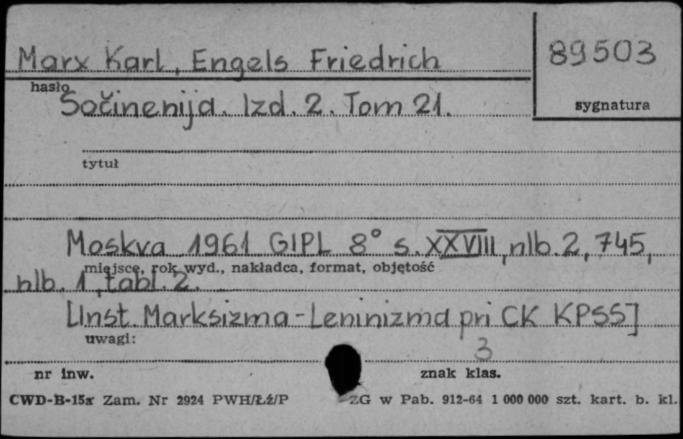 Marx Karl, Engels Friedrich
89503
hasło
Sočinenija. Izd. 2. Tom 21.
sygnatura
tytuł
Moskva 1961 GIPL 8° s. XXVIII, nlb. 2, 745,
miejsce, rok wyd., nakładca, format, objętość
nlb. 1, tabl. 2.
[Inst. Marksizma-Leninizma pri CK KPSS]
uwagi:
3
nr inw.
znak klas.
CWD-B-15x Zam. Nr 2924 PWH/Łź/P ZG w Pab. 912-64 1 000 000 szt. kart. b. kl.